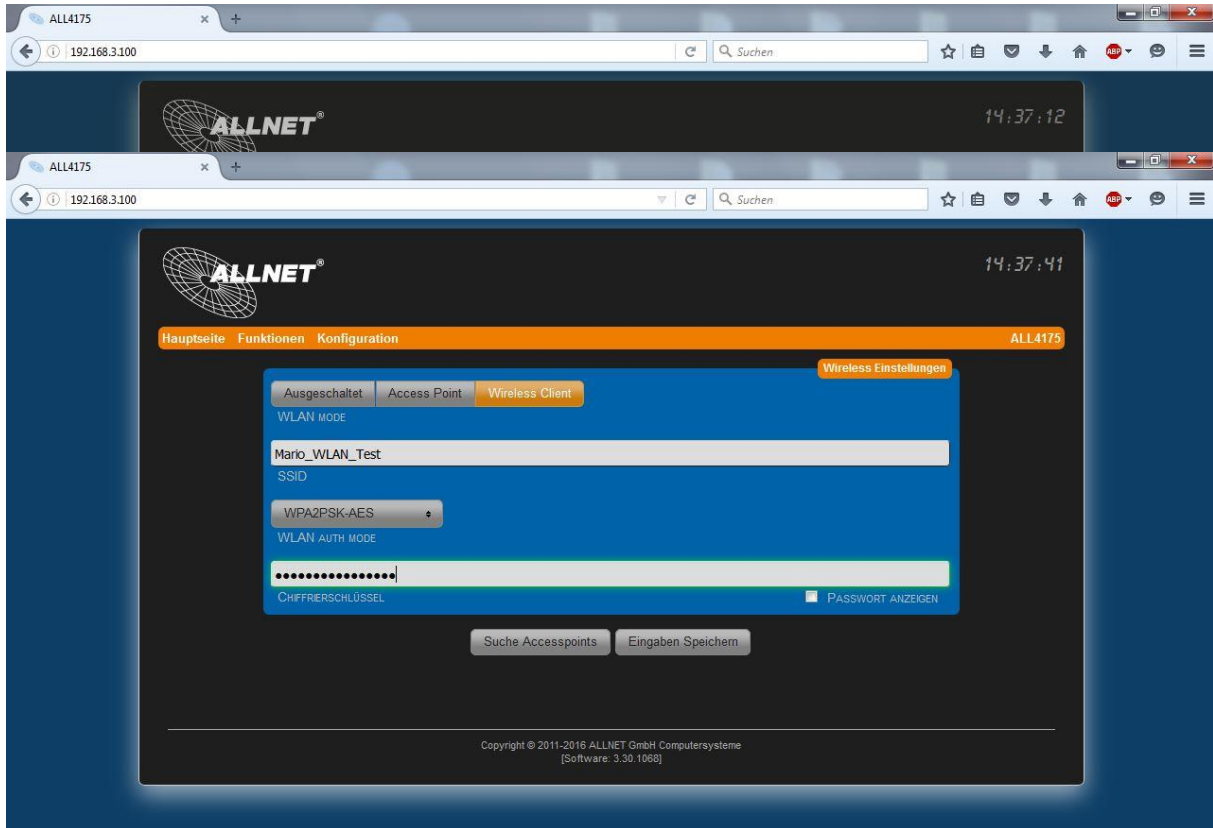 ALL4175
192.168.3.100
Suchen
ABP
ALLNET®
14:37:12
ALL4175
192.168.3.100
Suchen
ABP
ALLNET®
14:37:41
Hauptseite Funktionen Konfiguration ALL4175
Wireless Einstellungen
Ausgeschaltet Access Point Wireless Client
WLAN MODE
Mario_WLAN_Test
SSID
WPA2PSK-AES
WLAN AUTH MODE
••••••••••••••••
CHIFFRIERSCHLÜSSEL
PASSWORT ANZEIGEN
Suche Accesspoints Eingaben Speichern
Copyright © 2011-2016 ALLNET GmbH Computersysteme
[Software: 3.30.1068]